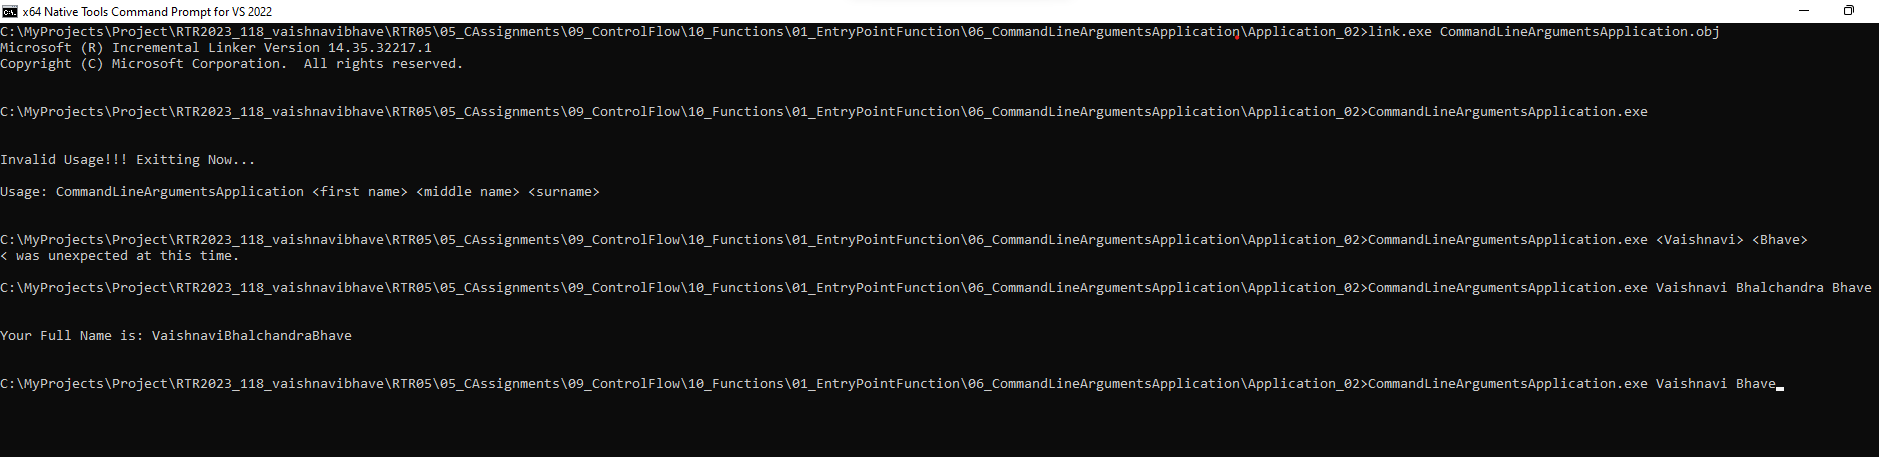 x64 Native Tools Command Prompt for VS 2022
C:\MyProjects\Project\RTR2023_118_vaishnavibhave\RTR05\05_CAssignments\09_ControlFlow\10_Functions\01_EntryPointFunction\06_CommandLineArgumentsApplication\Application_02>link.exe CommandLineArgumentsApplication.obj
Microsoft (R) Incremental Linker Version 14.35.32217.1
Copyright (C) Microsoft Corporation.  All rights reserved.
C:\MyProjects\Project\RTR2023_118_vaishnavibhave\RTR05\05_CAssignments\09_ControlFlow\10_Functions\01_EntryPointFunction\06_CommandLineArgumentsApplication\Application_02>CommandLineArgumentsApplication.exe
Invalid Usage!!! Exitting Now...
Usage: CommandLineArgumentsApplication <first name> <middle name> <surname>
C:\MyProjects\Project\RTR2023_118_vaishnavibhave\RTR05\05_CAssignments\09_ControlFlow\10_Functions\01_EntryPointFunction\06_CommandLineArgumentsApplication\Application_02>CommandLineArgumentsApplication.exe <Vaishnavi> <Bhave>
< was unexpected at this time.
C:\MyProjects\Project\RTR2023_118_vaishnavibhave\RTR05\05_CAssignments\09_ControlFlow\10_Functions\01_EntryPointFunction\06_CommandLineArgumentsApplication\Application_02>CommandLineArgumentsApplication.exe Vaishnavi Bhalchandra Bhave
Your Full Name is: VaishnaviBhalchandraBhave
C:\MyProjects\Project\RTR2023_118_vaishnavibhave\RTR05\05_CAssignments\09_ControlFlow\10_Functions\01_EntryPointFunction\06_CommandLineArgumentsApplication\Application_02>CommandLineArgumentsApplication.exe Vaishnavi Bhave